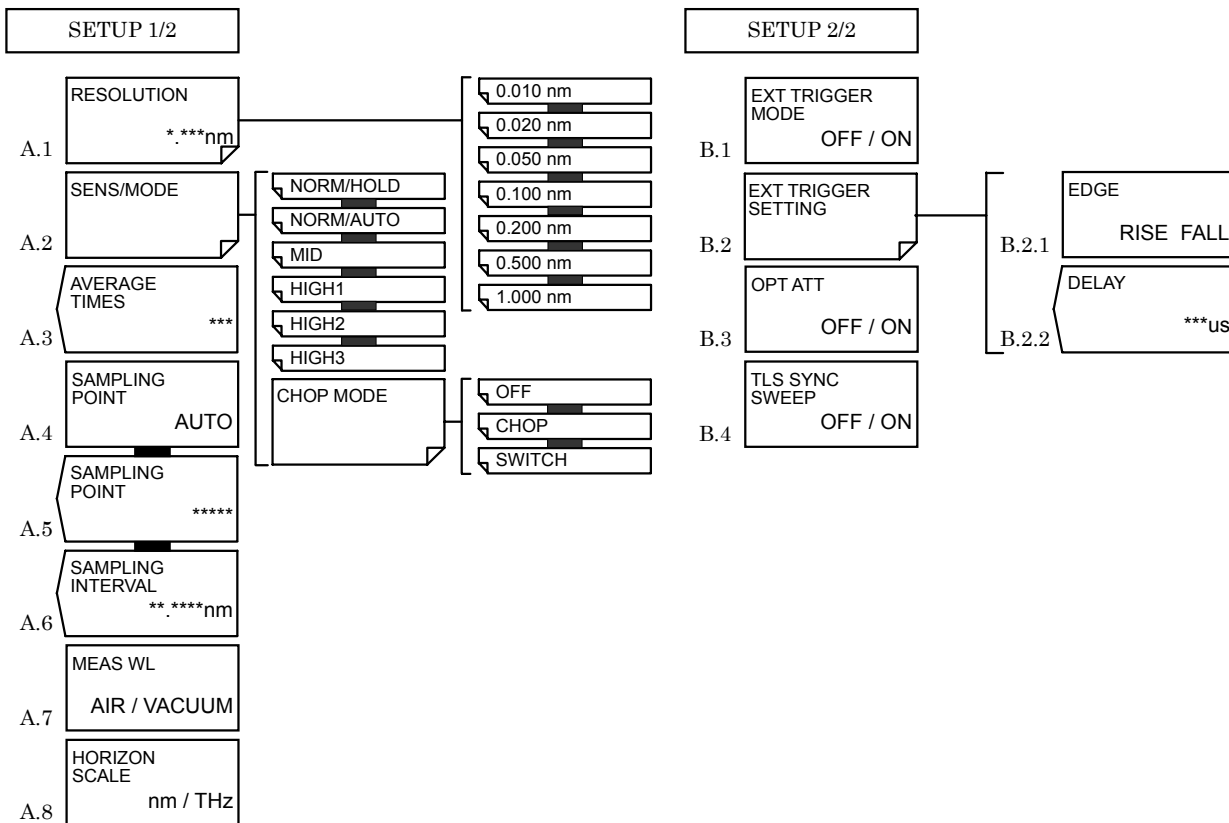 SETUP 1/2
A.1
RESOLUTION
*.***nm
0.010 nm
0.020 nm
0.050 nm
0.100 nm
0.200 nm
0.500 nm
1.000 nm
A.2
SENS/MODE
NORM/HOLD
NORM/AUTO
MID
HIGH1
HIGH2
HIGH3
CHOP MODE
OFF
CHOP
SWITCH
A.3
AVERAGE
TIMES
***
A.4
SAMPLING
POINT
AUTO
A.5
SAMPLING
POINT
*****
A.6
SAMPLING
INTERVAL
**.****nm
A.7
MEAS WL
AIR / VACUUM
A.8
HORIZON
SCALE
nm / THz
SETUP 2/2
B.1
EXT TRIGGER
MODE
OFF / ON
B.2
EXT TRIGGER
SETTING
B.2.1
EDGE
RISE FALL
B.2.2
DELAY
***us
B.3
OPT ATT
OFF / ON
B.4
TLS SYNC
SWEEP
OFF / ON